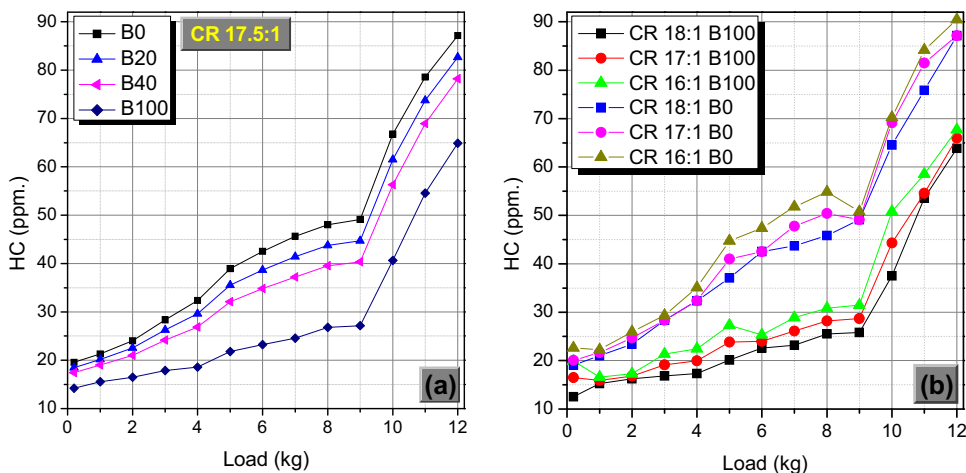 CR 17.5:1
B0
B20
B40
B100
HC (ppm.)
90
80
70
60
50
40
30
20
10
0
2
4
6
8
10
12
Load (kg)
(a)
CR 18:1 B100
CR 17:1 B100
CR 16:1 B100
CR 18:1 B0
CR 17:1 B0
CR 16:1 B0
HC (ppm.)
90
80
70
60
50
40
30
20
10
0
2
4
6
8
10
12
Load (kg)
(b)